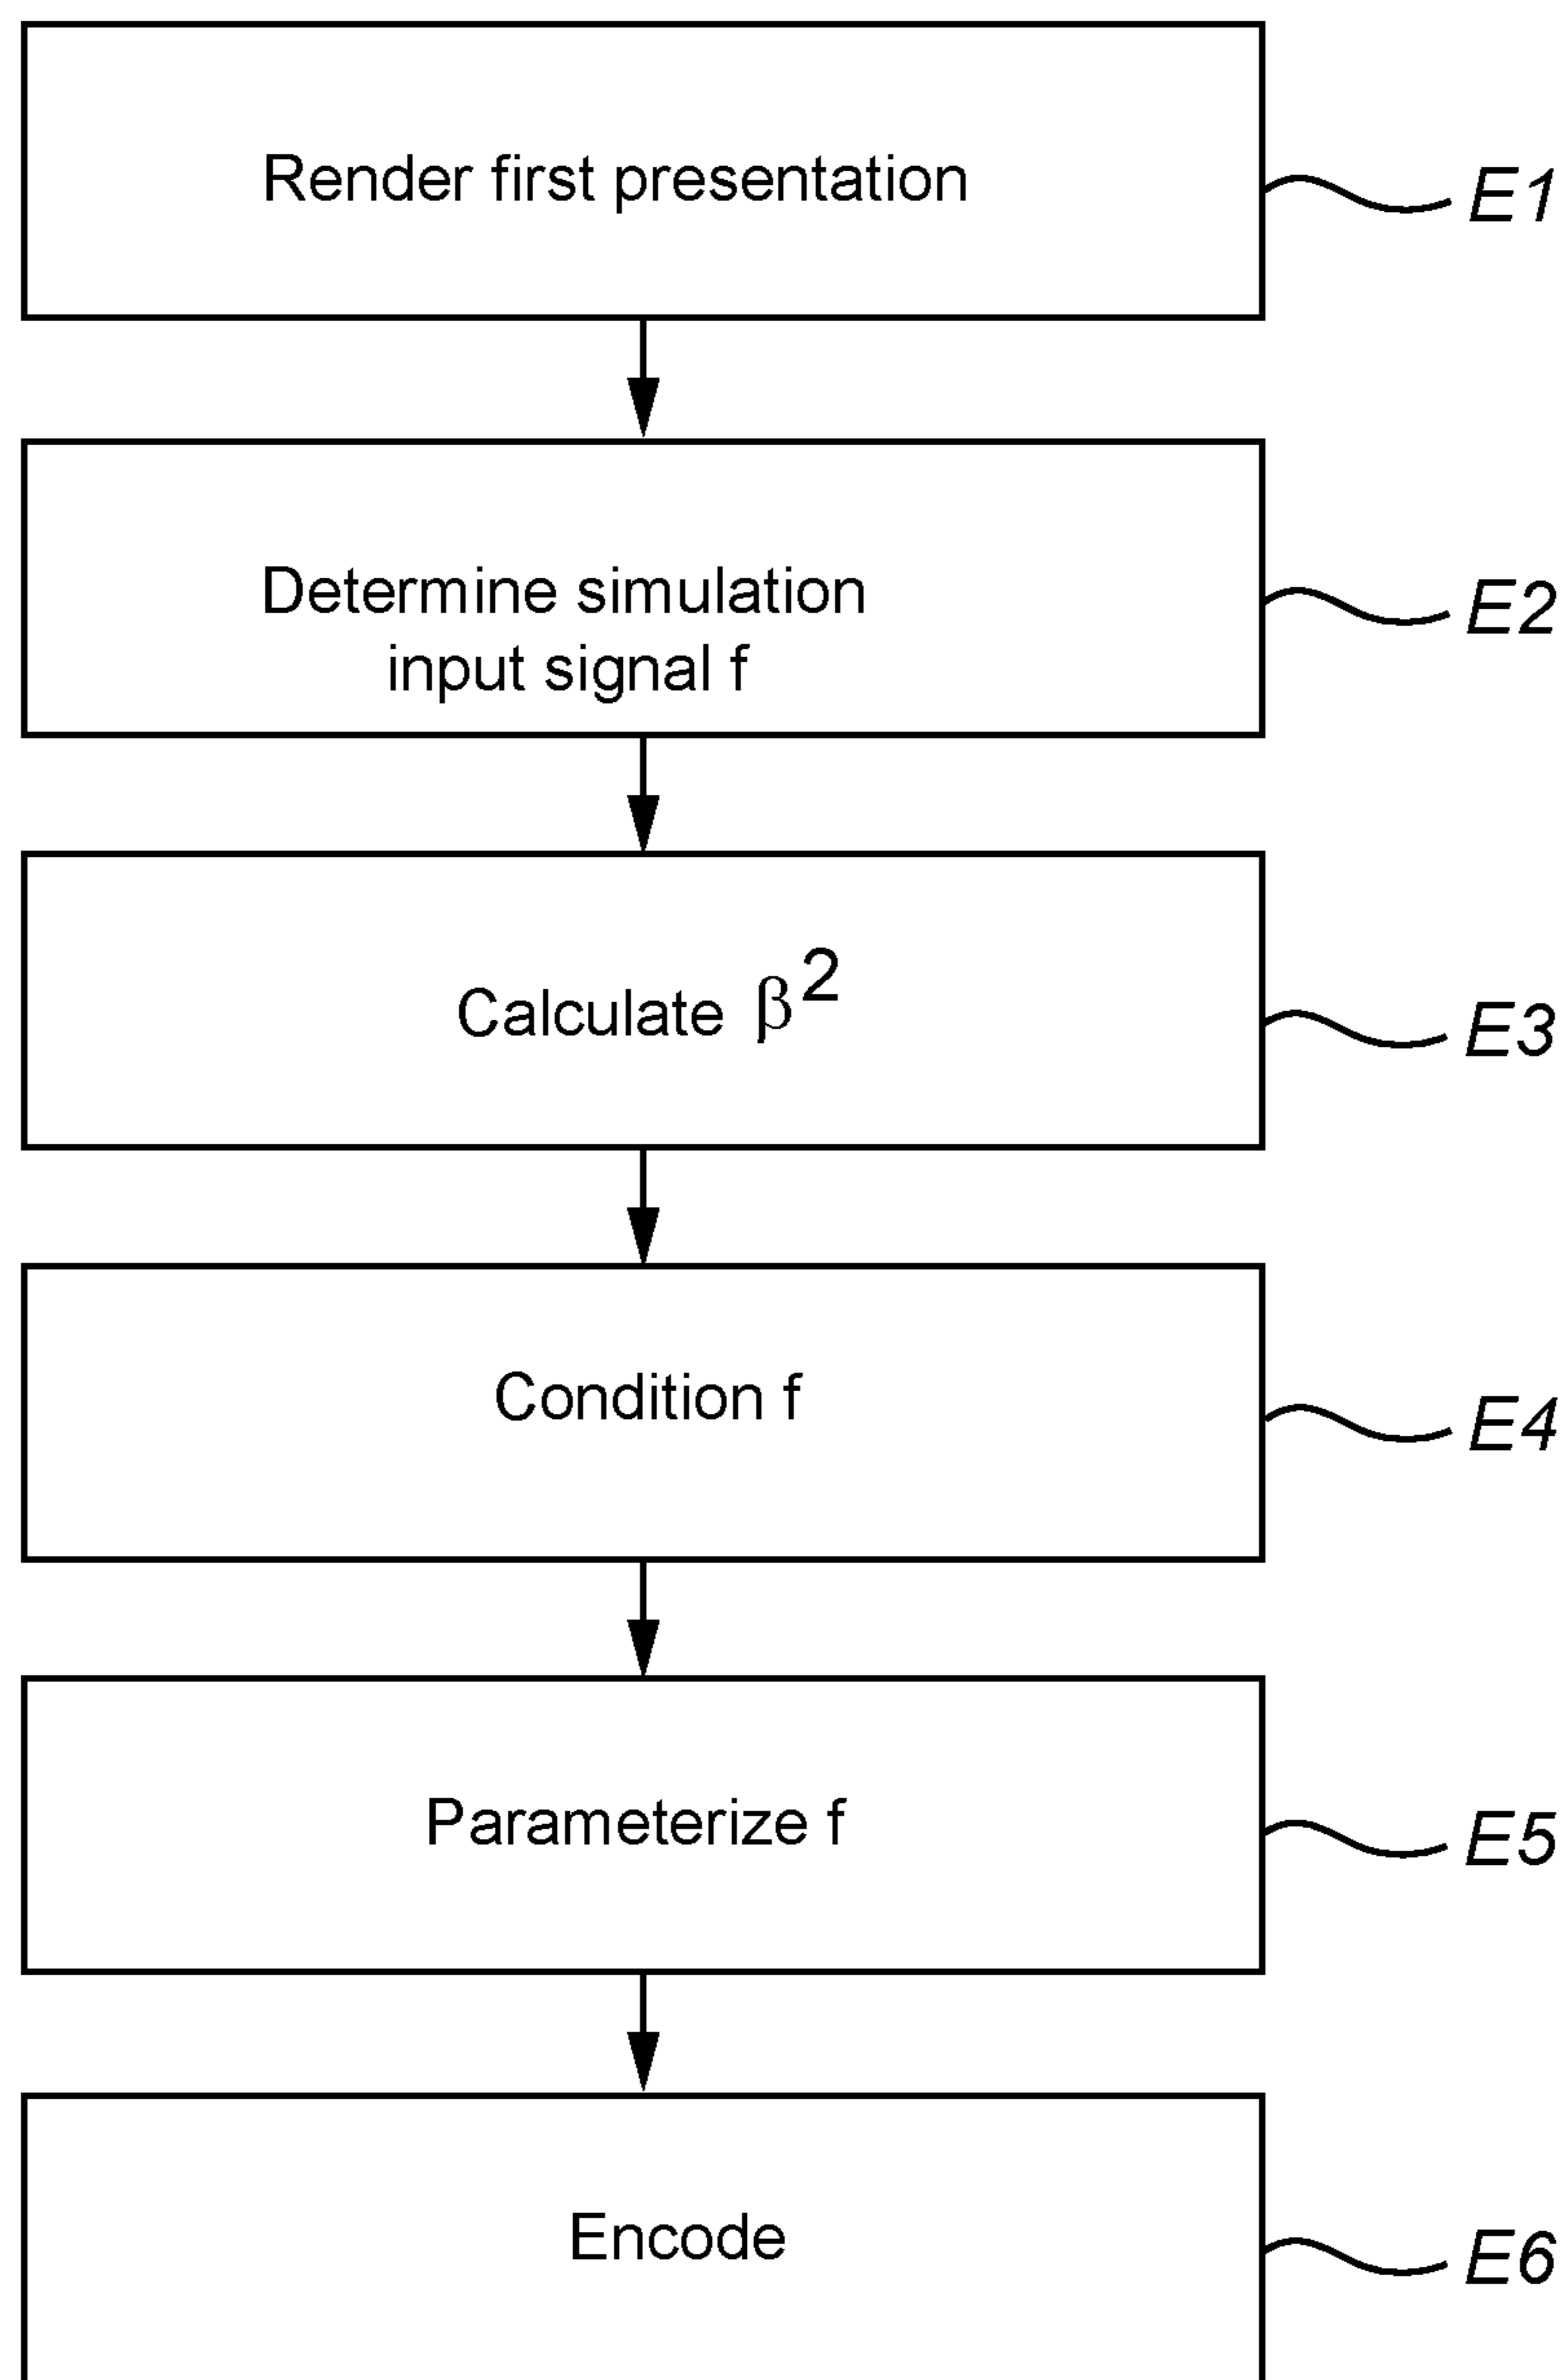 Render first presentation
E1
Determine simulation
input signal f
E2
Calculate β²
E3
Condition f
E4
Parameterize f
E5
Encode
E6